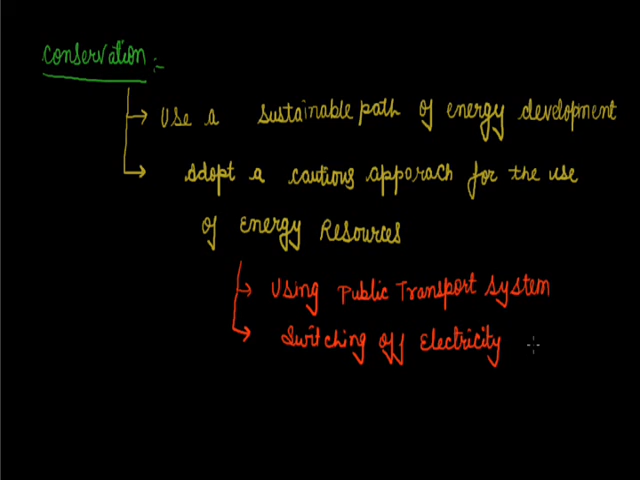 Conservation :-
Use a sustainable path of energy development
Adopt a cautious apporach for the use
of Energy Resources
Using Public Transport System
Switching off Electricity